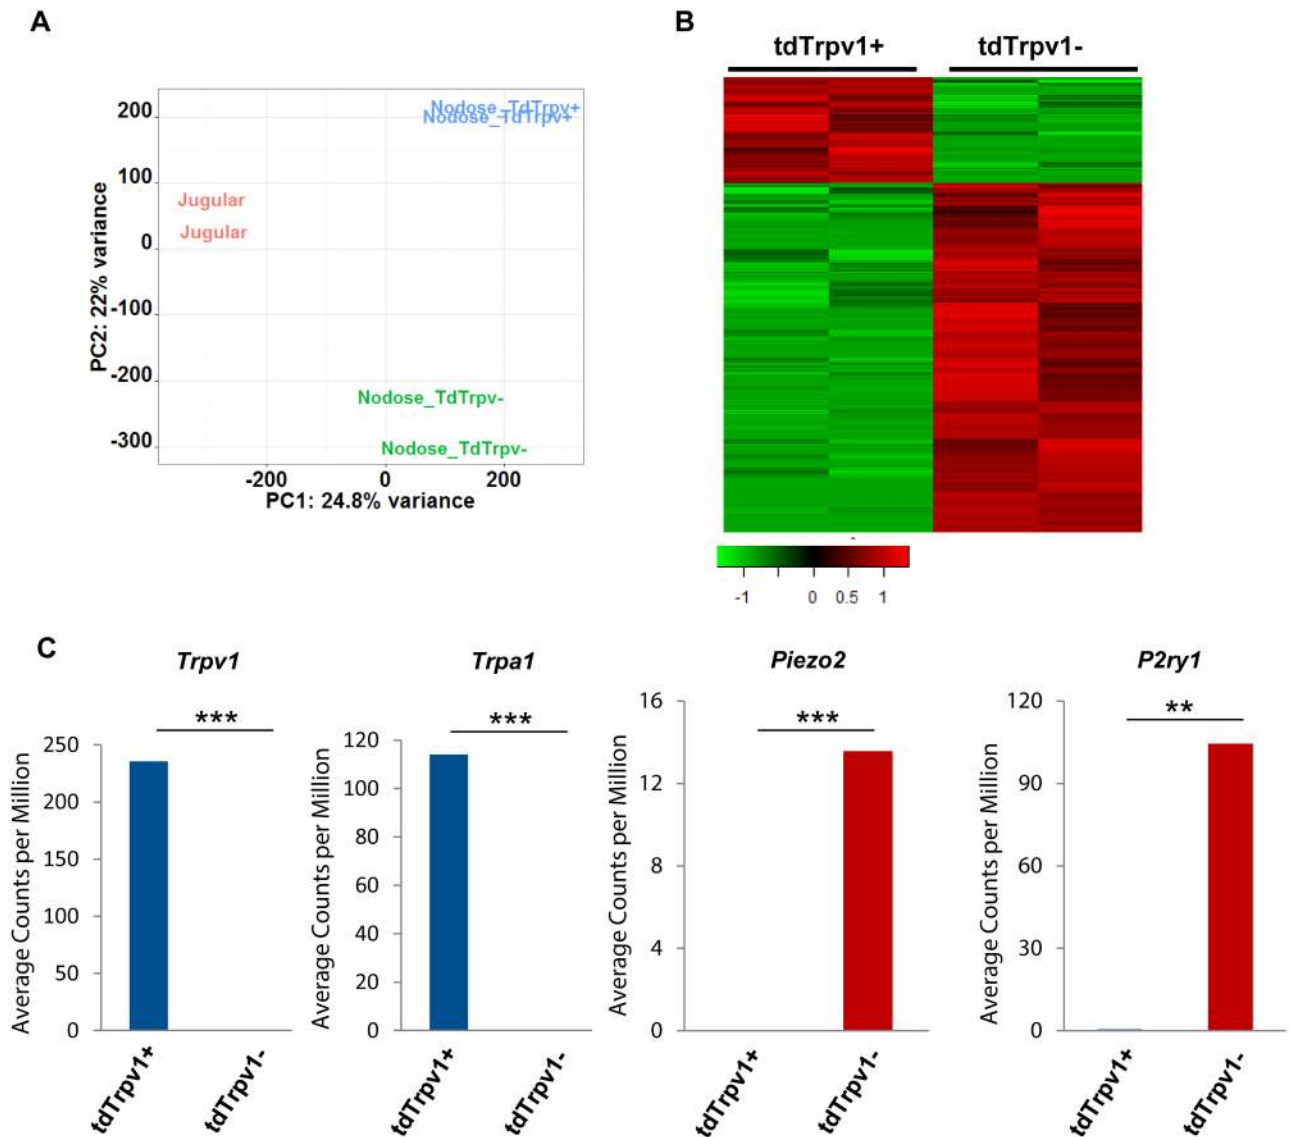 A
200
100
0
-100
-200
-300
PC2: 22% variance
Nodose_TdTrpv+
Nodose_TdTrpv+
Jugular
Jugular
Nodose_TdTrpv-
Nodose_TdTrpv-
-200 0 200
PC1: 24.8% variance
B
tdTrpv1+ tdTrpv1-
-1 0 0.5 1
C
Trpv1
***
Average Counts per Million
250
200
150
100
50
0
tdTrpv1+ tdTrpv1-
Trpa1
***
Average Counts per Million
120
100
80
60
40
20
0
tdTrpv1+ tdTrpv1-
Piezo2
***
Average Counts per Million
16
12
8
4
0
tdTrpv1+ tdTrpv1-
P2ry1
**
Average Counts per Million
120
90
60
30
0
tdTrpv1+ tdTrpv1-